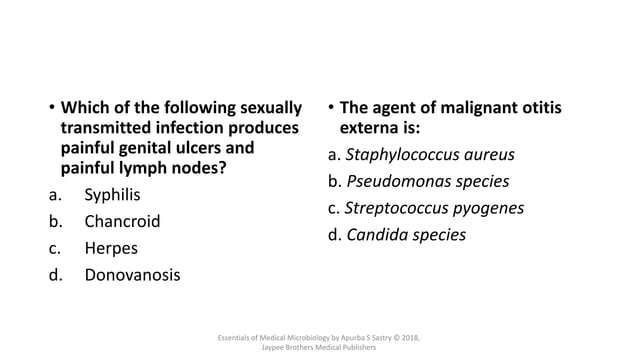 • Which of the following sexually
transmitted infection produces
painful genital ulcers and
painful lymph nodes?
a. Syphilis
b. Chancroid
c. Herpes
d. Donovanosis
• The agent of malignant otitis
externa is:
a. Staphylococcus aureus
b. Pseudomonas species
c. Streptococcus pyogenes
d. Candida species
Essentials of Medical Microbiology by Apurba S Sastry © 2018,
Jaypee Brothers Medical Publishers